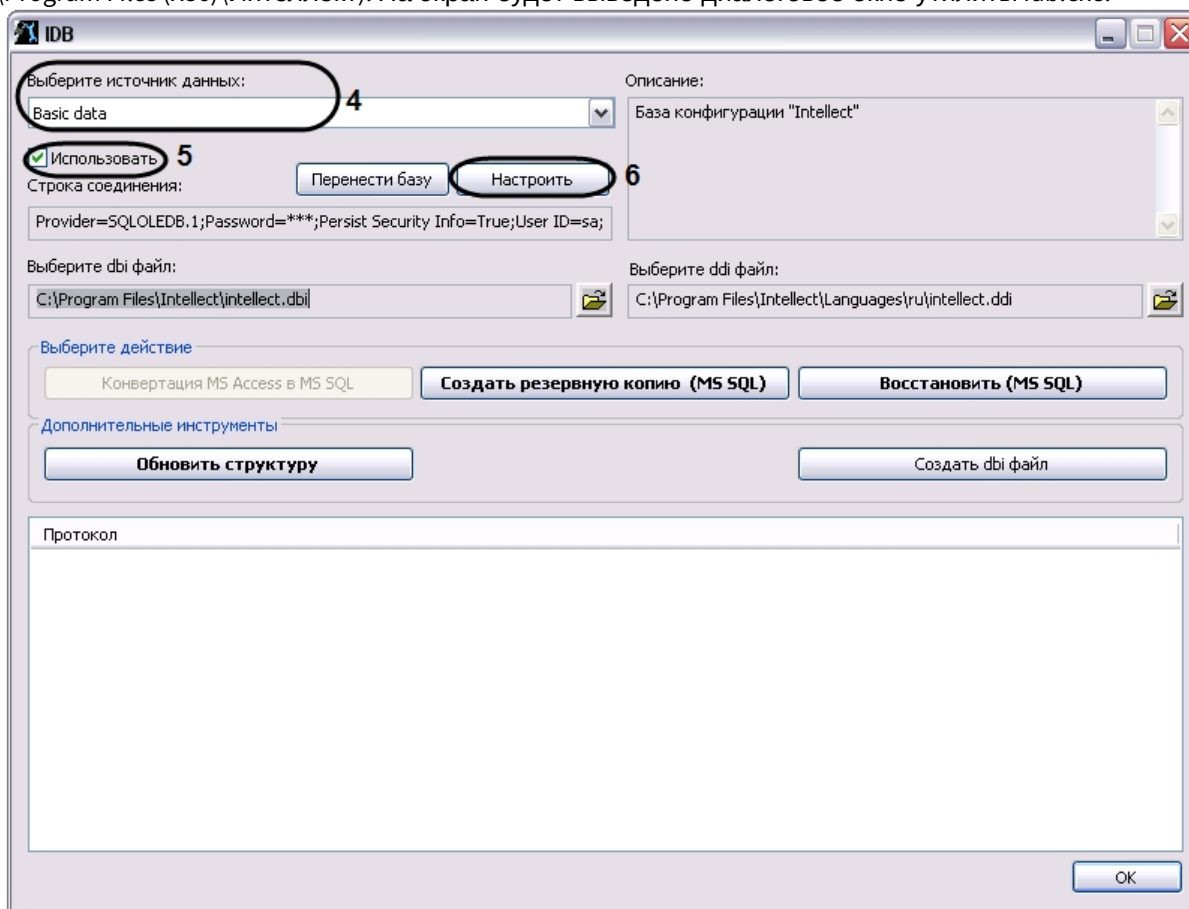 IDB
Выберите источник данных:
Basic data
4
Описание:
База конфигурации "Intellect"
Использовать
5
Перенести базу
Настроить
6
Строка соединения:
Provider=SQLOLEDB.1;Password=***;Persist Security Info=True;User ID=sa;
Выберите dbi файл:
C:\Program Files\Intellect\intellect.dbi
Выберите ddi файл:
C:\Program Files\Intellect\Languages\ru\intellect.ddi
Выберите действие
Конвертация MS Access в MS SQL
Создать резервную копию (MS SQL)
Восстановить (MS SQL)
Дополнительные инструменты
Обновить структуру
Создать dbi файл
Протокол
OK